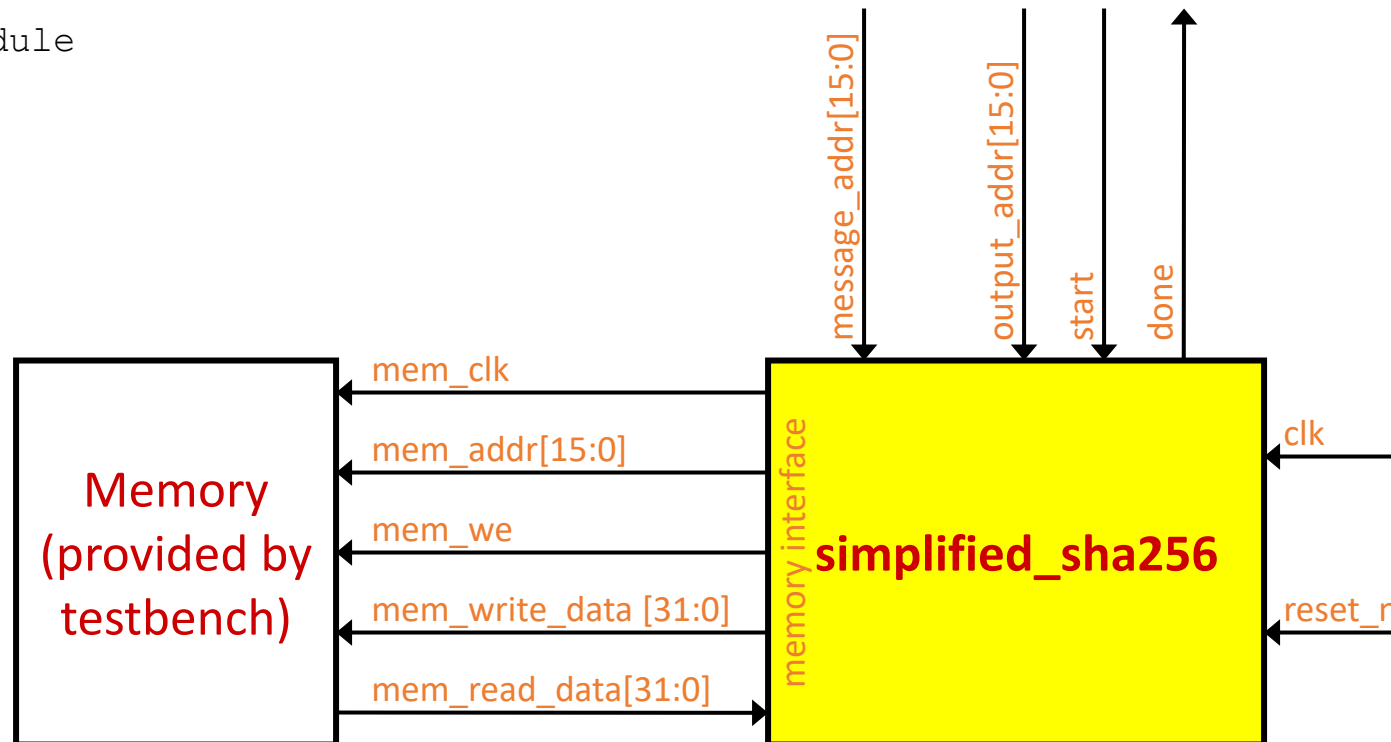 dule
message_addr[15:0]
output_addr[15:0]
start
done
mem_clk
mem_addr[15:0]
mem_we
mem_write_data [31:0]
mem_read_data[31:0]
Memory
(provided by
testbench)
memory interface
simplified_sha256
clk
reset_n